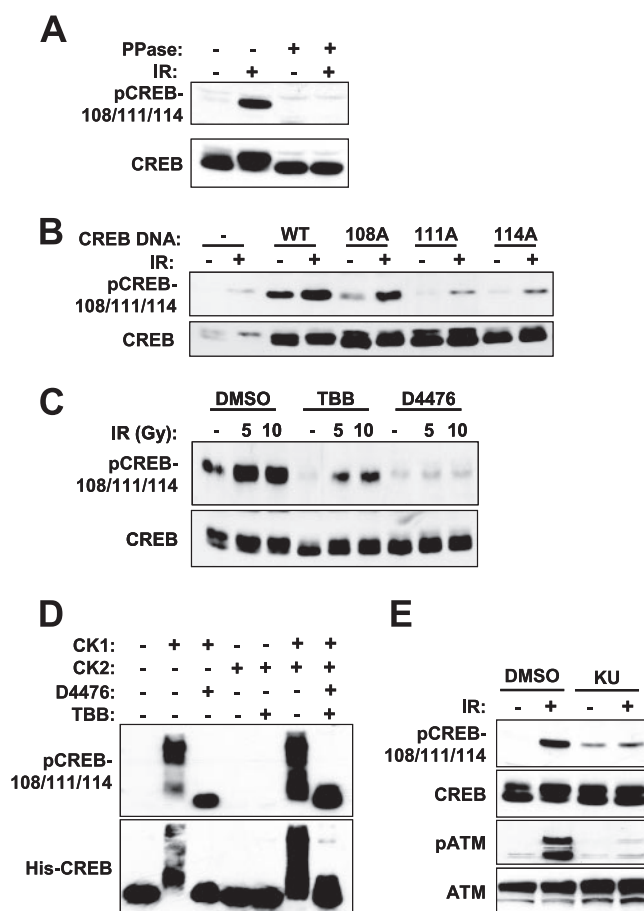 A
PPase: - - + +
IR: - + - +
pCREB-
108/111/114
CREB
B
CREB DNA: - WT 108A 111A 114A
IR: - + - + - + - + - +
pCREB-
108/111/114
CREB
C
DMSO TBB D4476
IR (Gy): - 5 10 - 5 10 - 5 10
pCREB-
108/111/114
CREB
D
CK1: - + + - - + +
CK2: - - - + + + +
D4476: - - + - - - +
TBB: - - - - + - +
pCREB-
108/111/114
His-CREB
E
DMSO KU
IR: - + - +
pCREB-
108/111/114
CREB
pATM
ATM